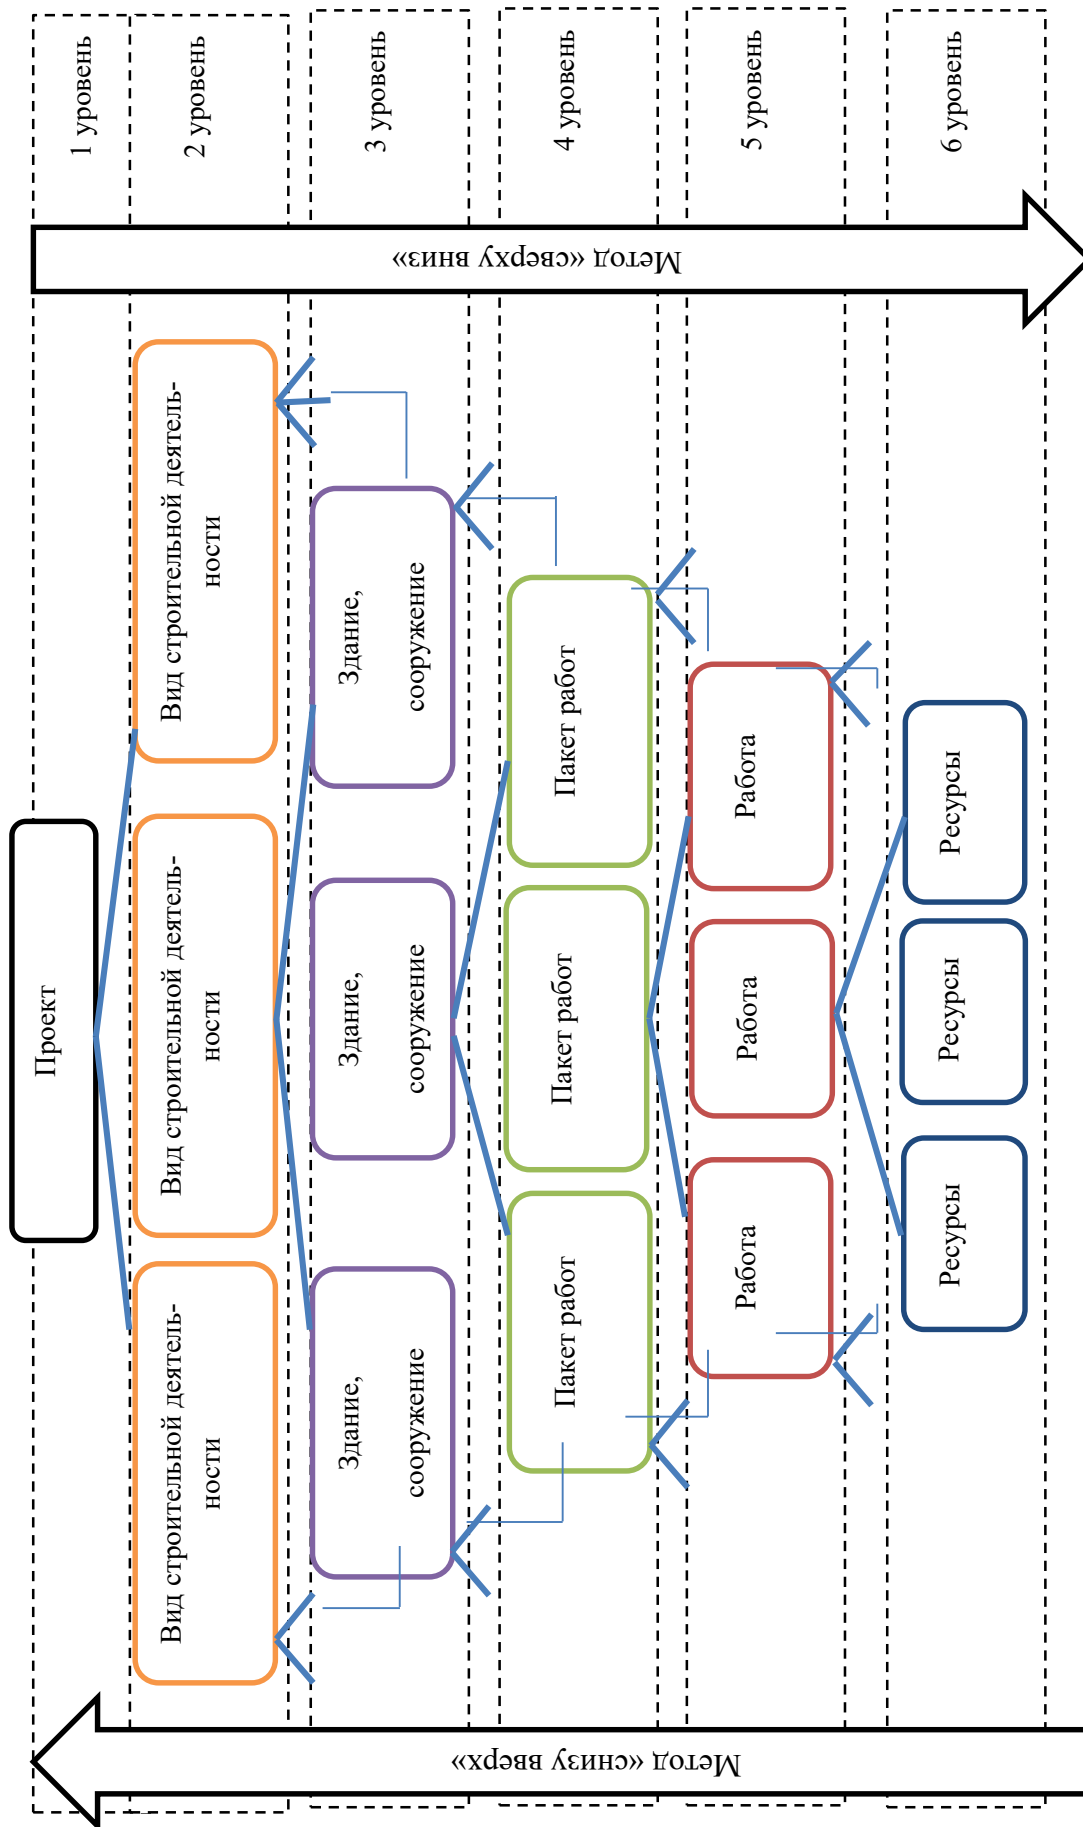 Проект
1 уровень
Вид строительной деятель-
ности
Вид строительной деятель-
ности
Вид строительной деятель-
ности
2 уровень
Здание,
сооружение
Здание,
сооружение
Здание,
сооружение
3 уровень
Пакет работ
Пакет работ
Пакет работ
4 уровень
Работа
Работа
Работа
5 уровень
Ресурсы
Ресурсы
Ресурсы
6 уровень
Метод «снизу вверх»
Метод «сверху вниз»